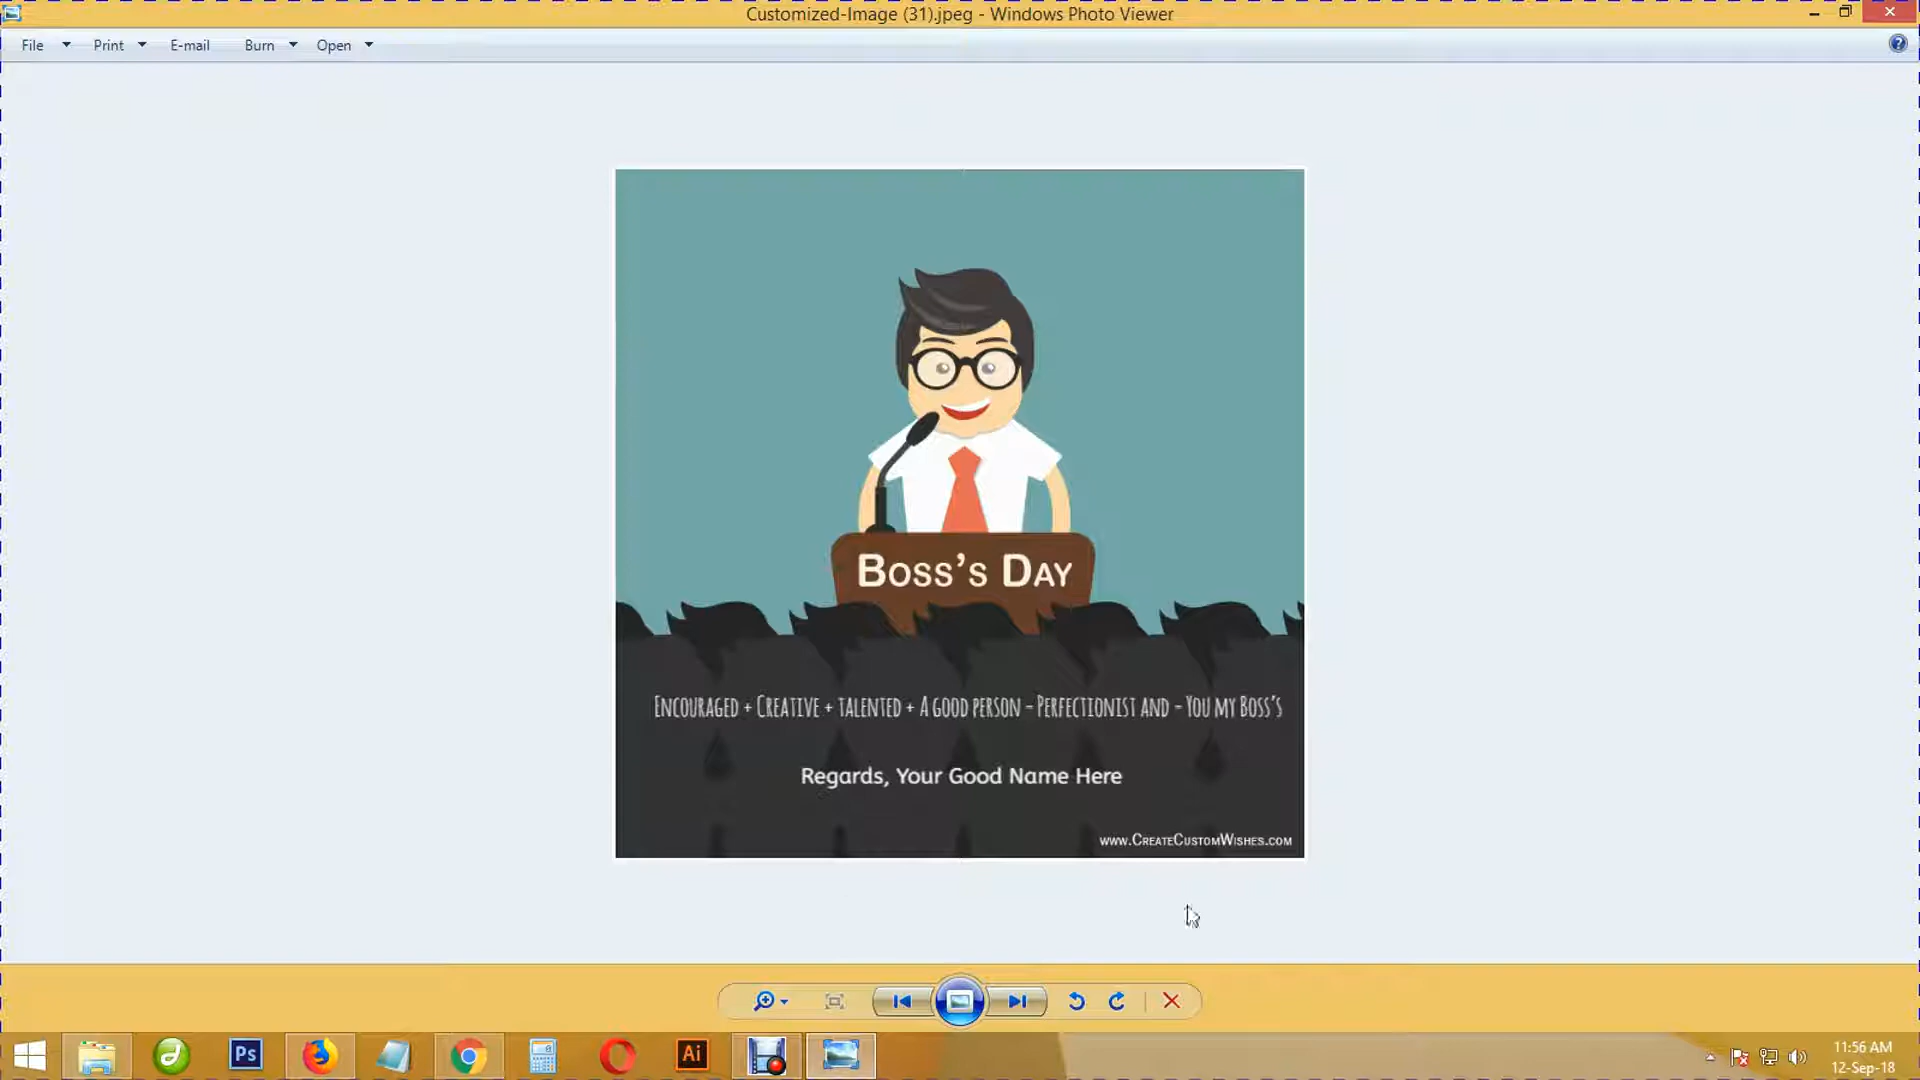 Customized-Image (31).jpeg - Windows Photo Viewer
File Print E-mail Burn Open
Boss's Day
Encouraged + Creative + talented + A good person - Perfectionist and - You my Boss's
Regards, Your Good Name Here
www.CreateCustomWishes.com
Ps Ai
11:56 AM
12-Sep-18